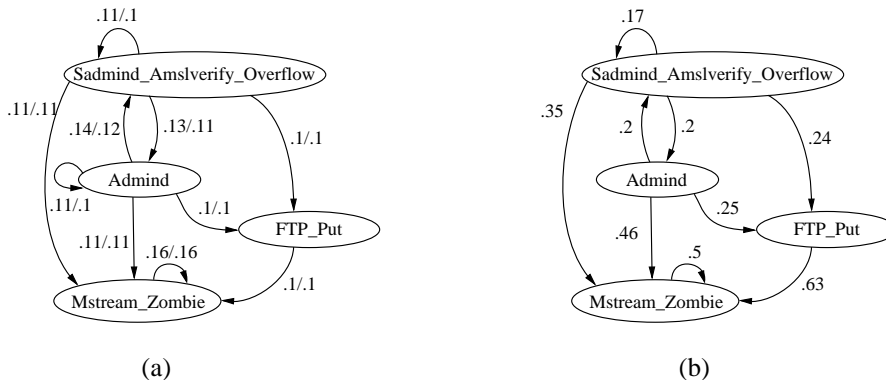 .11/.1
Sadmind_Amslverify_Overflow
.11/.11
.14/.12
.13/.11
.1/.1
Admind
.11/.1
.1/.1
FTP_Put
.11/.11
.16/.16
.1/.1
Mstream_Zombie
(a)
.17
Sadmind_Amslverify_Overflow
.35
.2
.2
.24
Admind
.25
FTP_Put
.46
.5
.63
Mstream_Zombie
(b)